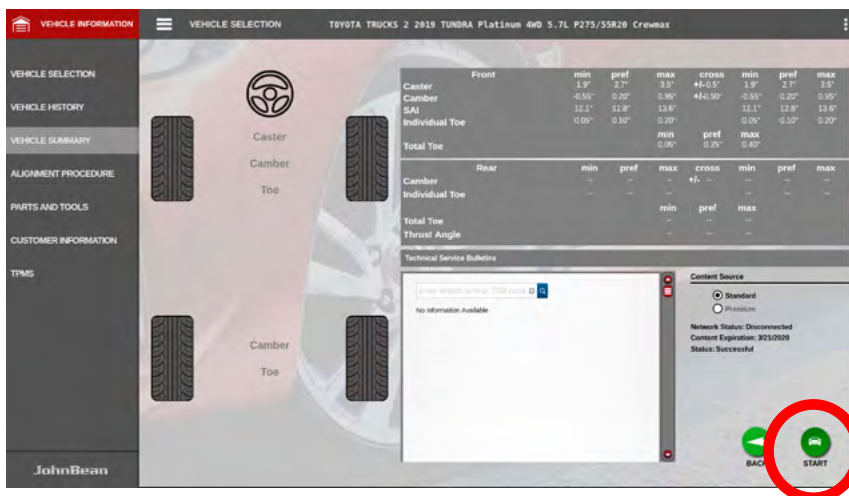 VEHICLE INFORMATION
VEHICLE SELECTION
TOYOTA TRUCKS 2 2019 TUNDRA Platinum 4WD 5.7L P275/55R20 Crewmax
VEHICLE SELECTION
VEHICLE HISTORY
VEHICLE SUMMARY
ALIGNMENT PROCEDURE
PARTS AND TOOLS
CUSTOMER INFORMATION
TPMS
JohnBean
Caster
Camber
Toe
Camber
Toe
Front min pref max cross min pref max
Caster 1.9° 2.7° 3.5° +/-0.5° 1.9° 2.7° 3.5°
Camber -0.55° 0.20° 0.95° +/-0.50° -0.55° 0.20° 0.95°
SAI 12.1° 12.8° 13.6° 12.1° 12.8° 13.6°
Individual Toe 0.05° 0.10° 0.20° 0.05° 0.10° 0.20°
min pref max
Total Toe 0.05° 0.25° 0.40°
Rear min pref max cross min pref max
Camber -- -- -- +/- -- -- -- --
Individual Toe -- -- -- -- -- --
min pref max
Total Toe -- -- --
Thrust Angle -- -- --
Technical Service Bulletins
No Information Available
Content Source
Standard
Premium
Network Status: Disconnected
Content Expiration: 3/21/2020
Status: Successful
BACK
START